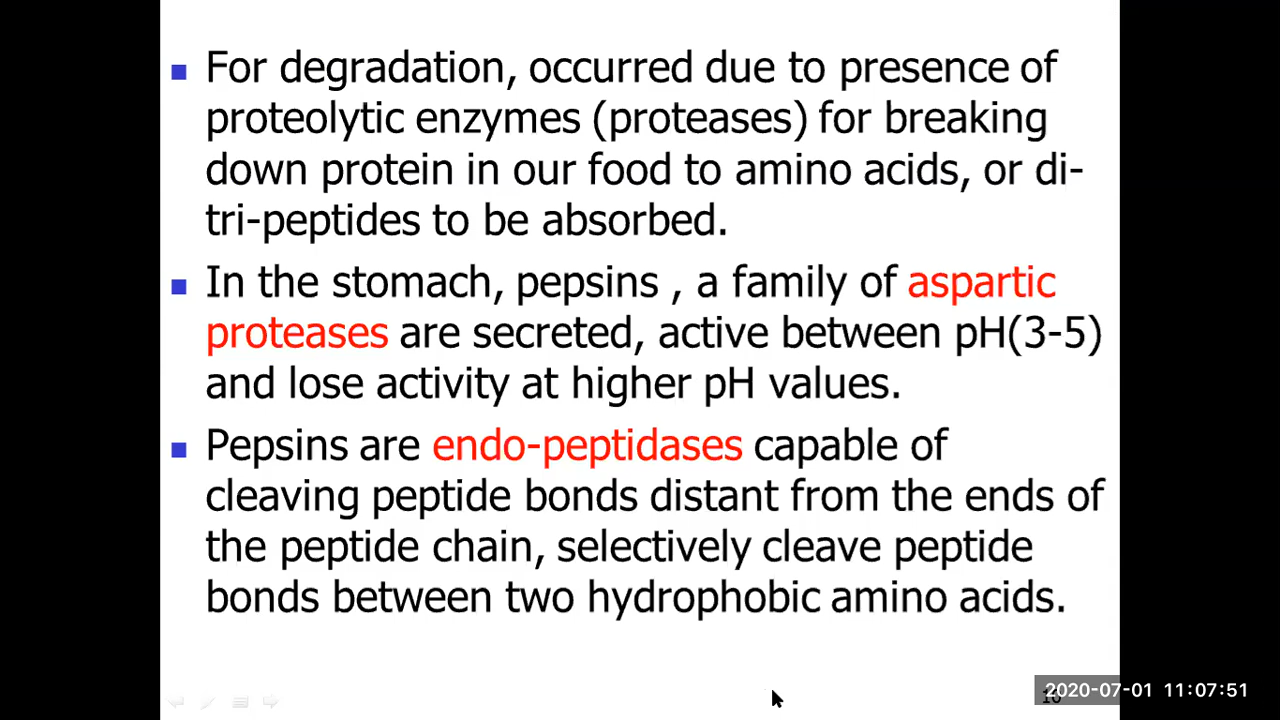 For degradation, occurred due to presence of
proteolytic enzymes (proteases) for breaking
down protein in our food to amino acids, or di-
tri-peptides to be absorbed.
In the stomach, pepsins , a family of aspartic
proteases are secreted, active between pH(3-5)
and lose activity at higher pH values.
Pepsins are endo-peptidases capable of
cleaving peptide bonds distant from the ends of
the peptide chain, selectively cleave peptide
bonds between two hydrophobic amino acids.
2020-07-01 11:07:51